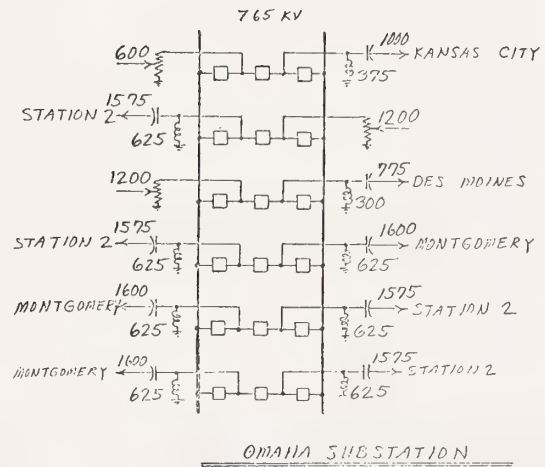 765 KV
600
1000
KANSAS CITY
375
1575
STATION 2
625
1200
1200
775
DES MOINES
300
1575
STATION 2
625
1600
MONTGOMERY
625
1600
MONTGOMERY
625
1575
STATION 2
625
1600
MONTGOMERY
625
1575
STATION 2
625
OMAHA SUBSTATION